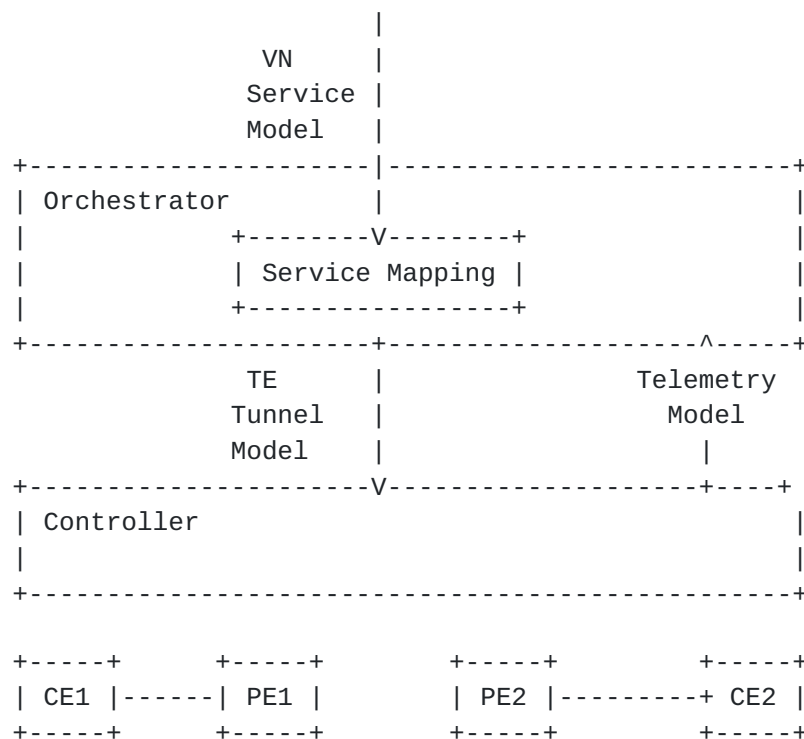 VN
Service
Model
Orchestrator
Service Mapping
TE Telemetry
Tunnel Model
Model
Controller
CE1 PE1 PE2 CE2